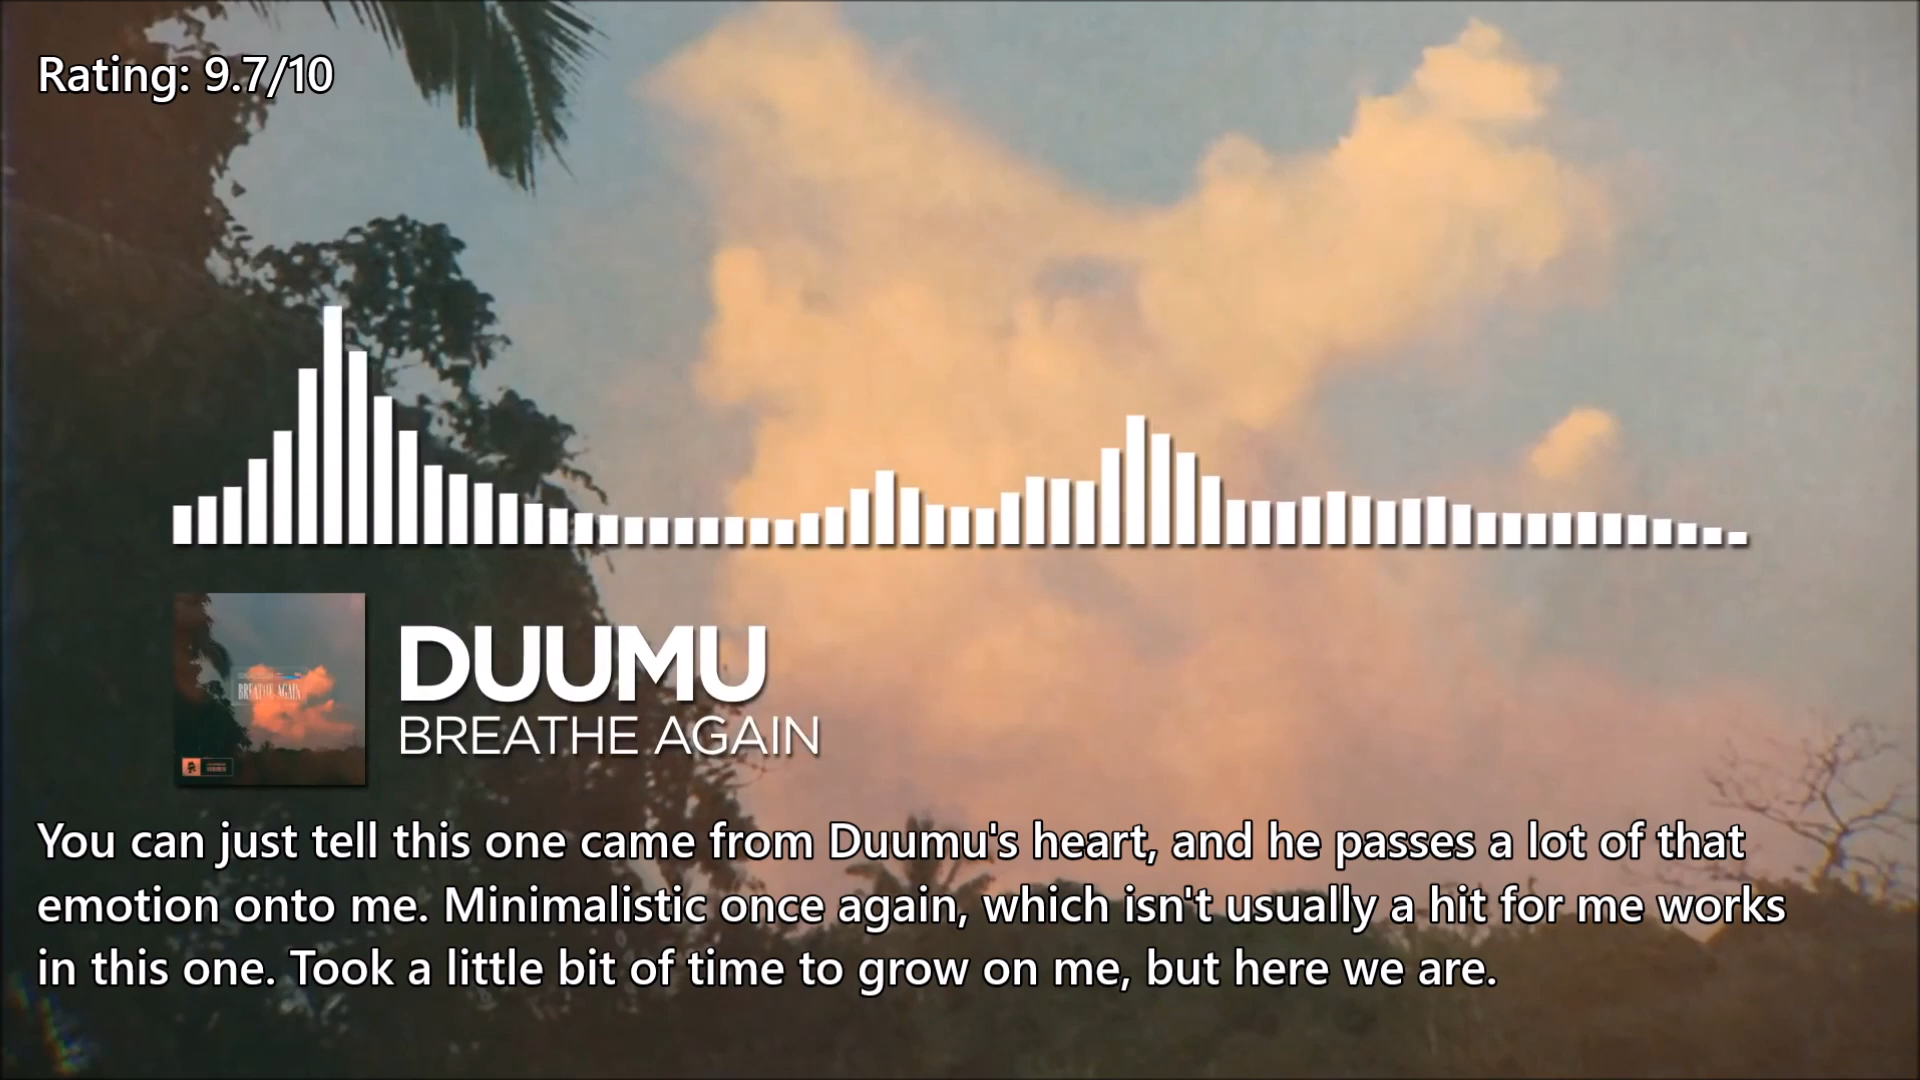 Rating: 9.7/10
BREATHE AGAIN
DUUMU
BREATHE AGAIN
You can just tell this one came from Duumu's heart, and he passes a lot of that
emotion onto me. Minimalistic once again, which isn't usually a hit for me works
in this one. Took a little bit of time to grow on me, but here we are.